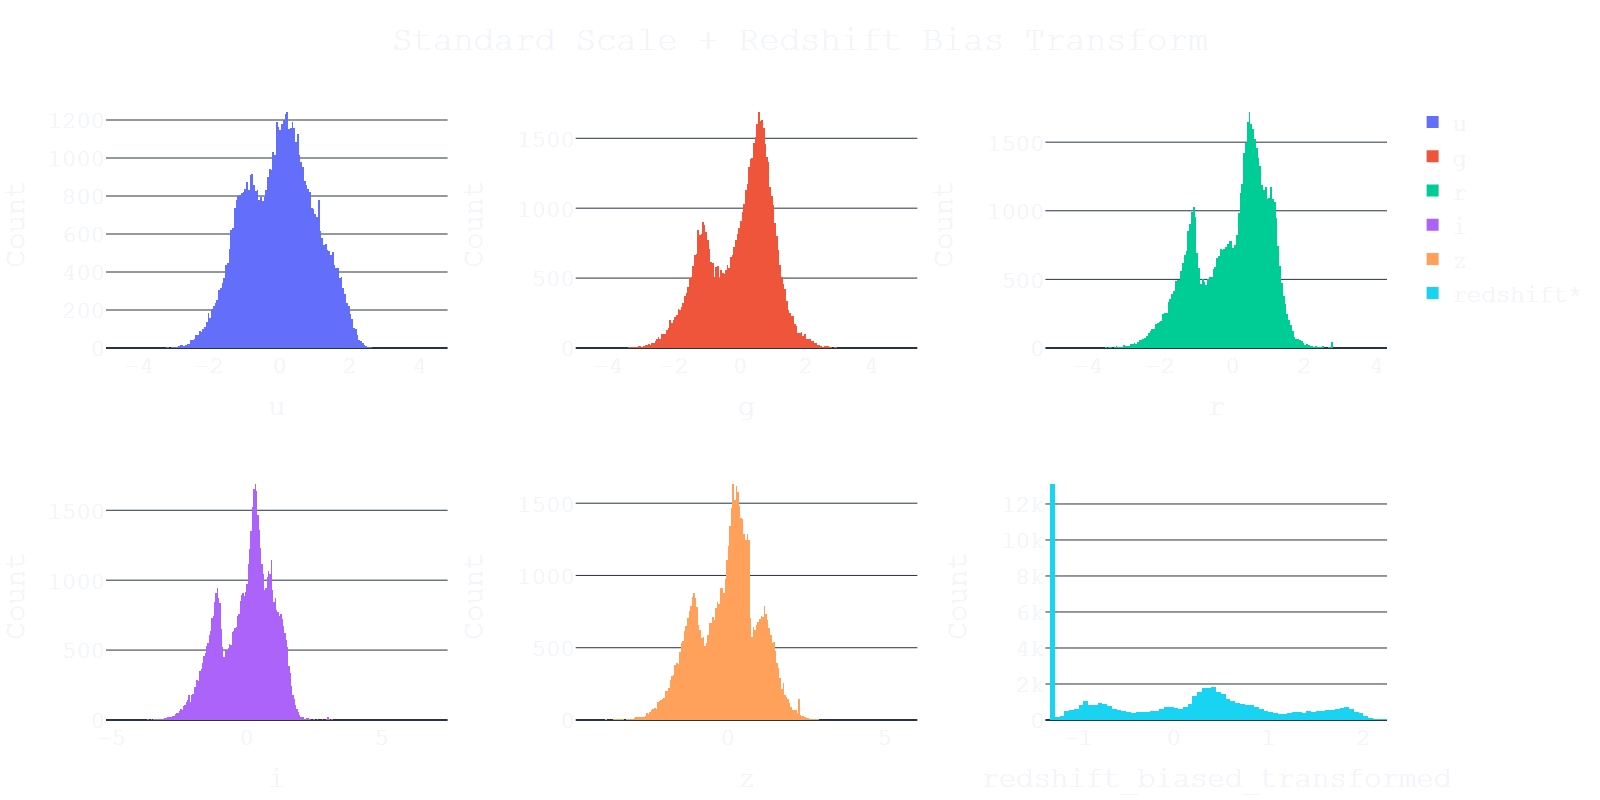 Standard Scale + Redshift Bias Transform
1200
1000
800
600
400
200
0
Count
−4 −2 0 2 4
u
1500
1000
500
0
Count
−4 −2 0 2 4
g
1500
1000
500
0
Count
−4 −2 0 2 4
r
u
g
r
i
z
redshift*
1500
1000
500
0
Count
−5 0 5
i
1500
1000
500
0
Count
0 5
z
12k
10k
8k
6k
4k
2k
0
Count
−1 0 1 2
redshift_biased_transformed